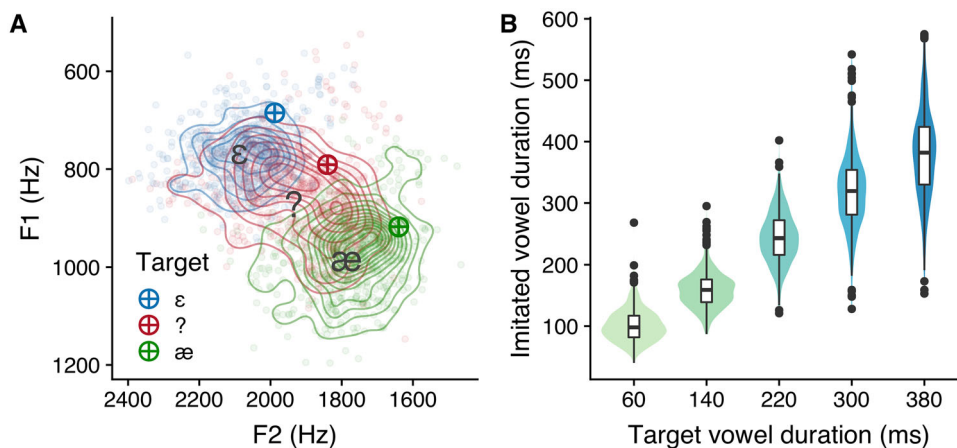 A
F1 (Hz)
600
800
1000
1200
ɛ
?
æ
Target
ɛ
?
æ
2400 2200 2000 1800 1600
F2 (Hz)
B
Imitated vowel duration (ms)
600
500
400
300
200
100
60 140 220 300 380
Target vowel duration (ms)